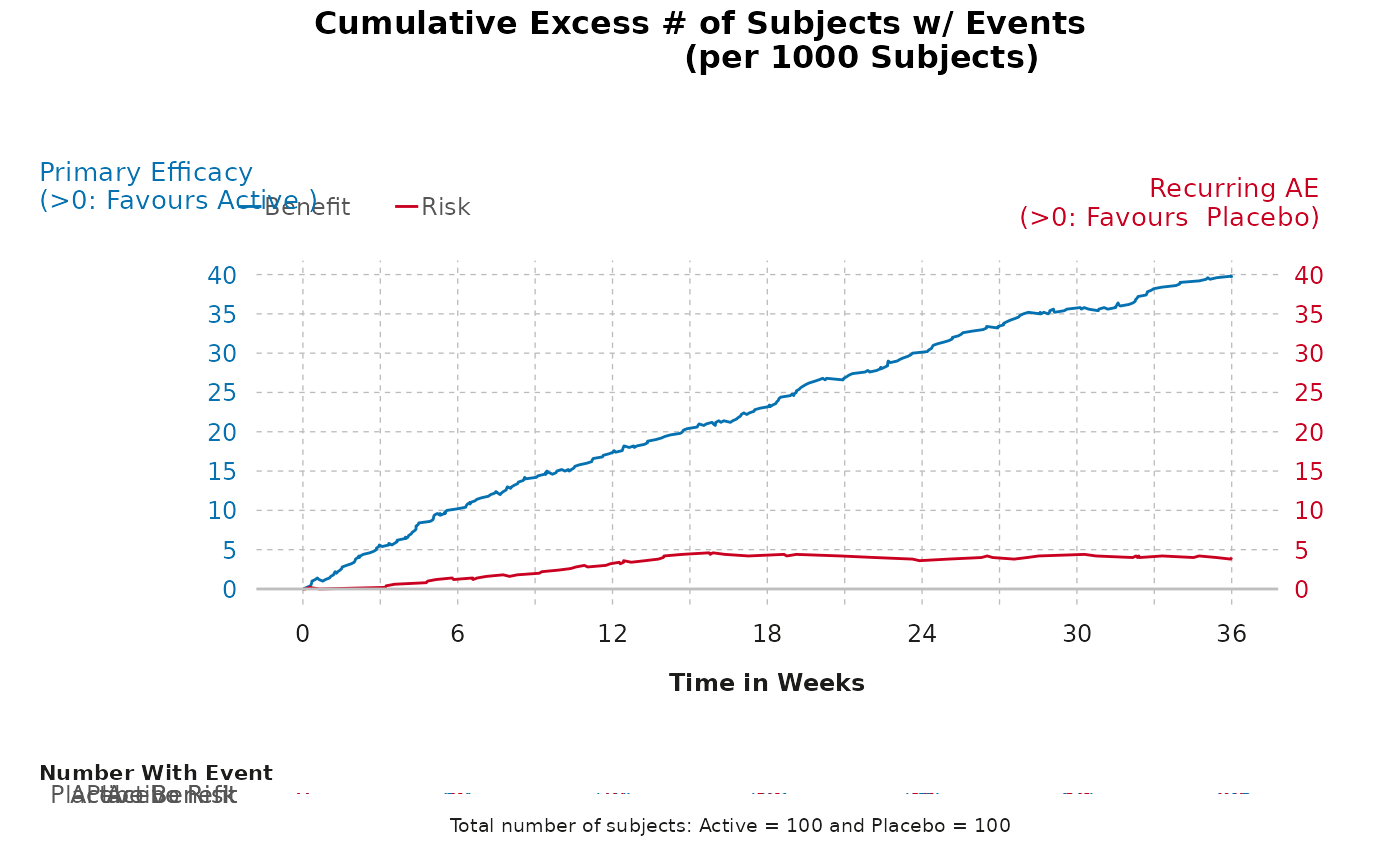 Cumulative Excess # of Subjects w/ Events
(per 1000 Subjects)
Primary Efficacy
(>0: Favours Active )
Benefit
Risk
Recurring AE
(>0: Favours  Placebo)
40
35
30
25
20
15
10
5
0
40
35
30
25
20
15
10
5
0
0 6 12 18 24 30 36
Time in Weeks
Number With Event
Total number of subjects: Active = 100 and Placebo = 100